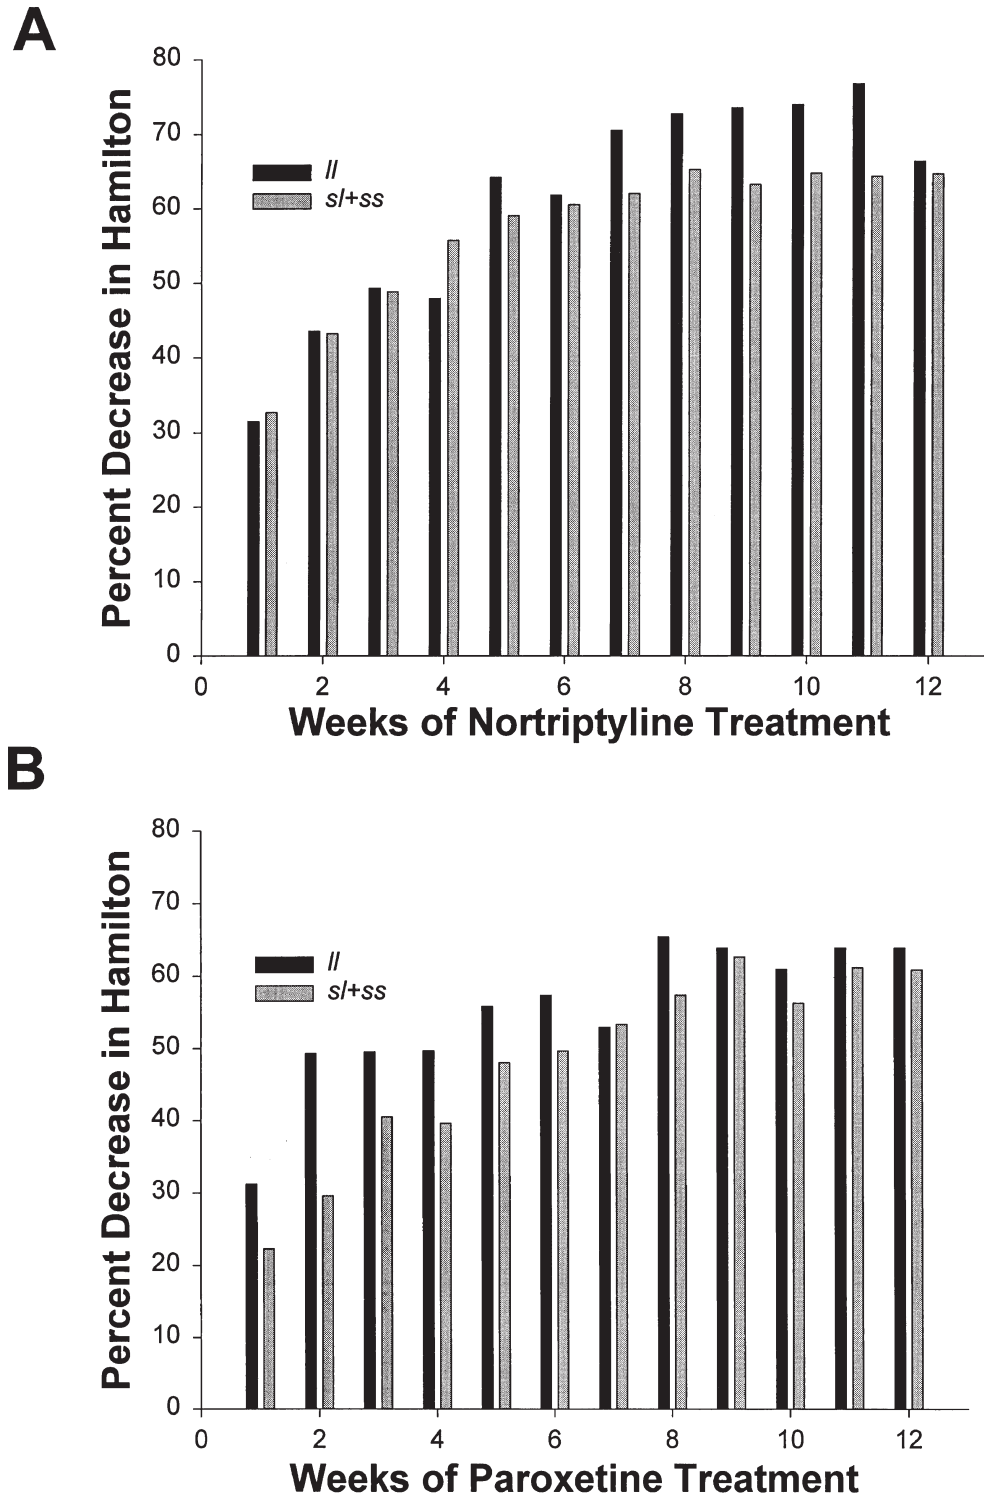 A
Percent Decrease in Hamilton
80
70
60
50
40
30
20
10
0
ll
sl+ss
0 2 4 6 8 10 12
Weeks of Nortriptyline Treatment
B
Percent Decrease in Hamilton
80
70
60
50
40
30
20
10
0
ll
sl+ss
0 2 4 6 8 10 12
Weeks of Paroxetine Treatment